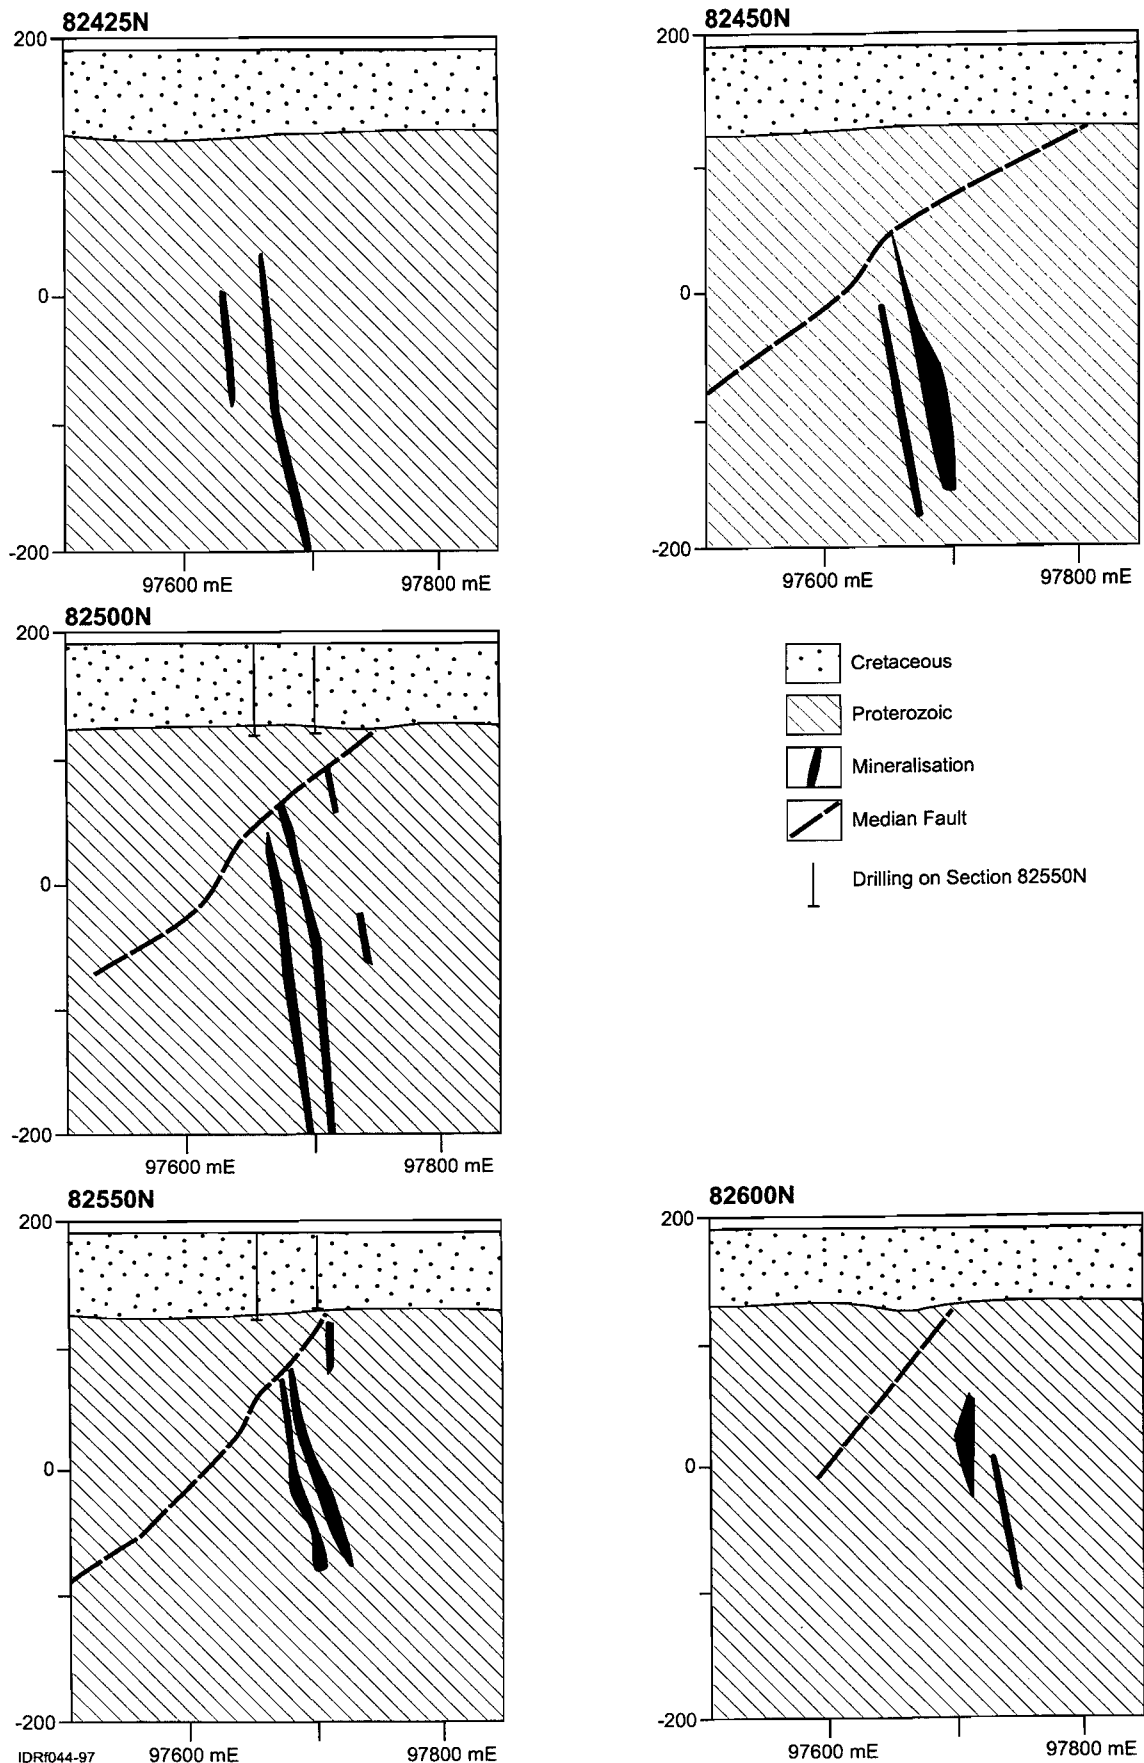 82425N
200
0
-200
97600 mE 97800 mE
82450N
200
0
-200
97600 mE 97800 mE
82500N
200
0
-200
97600 mE 97800 mE
Cretaceous
Proterozoic
Mineralisation
Median Fault
Drilling on Section 82550N
82550N
200
0
-200
97600 mE 97800 mE
82600N
200
0
-200
97600 mE 97800 mE
IDRf044-97